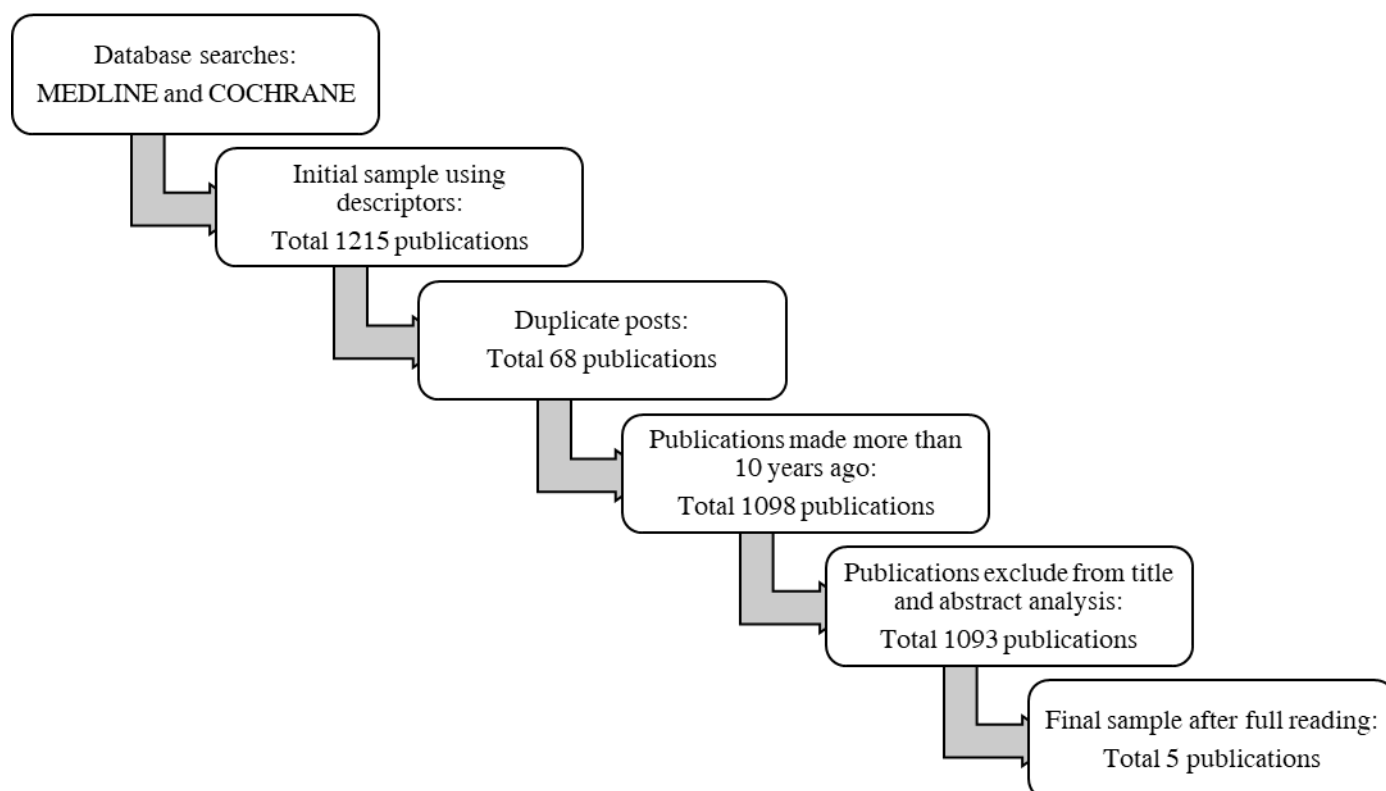 Database searches:
MEDLINE and COCHRANE
Initial sample using
descriptors:
Total 1215 publications
Duplicate posts:
Total 68 publications
Publications made more than
10 years ago:
Total 1098 publications
Publications exclude from title
and abstract analysis:
Total 1093 publications
Final sample after full reading:
Total 5 publications